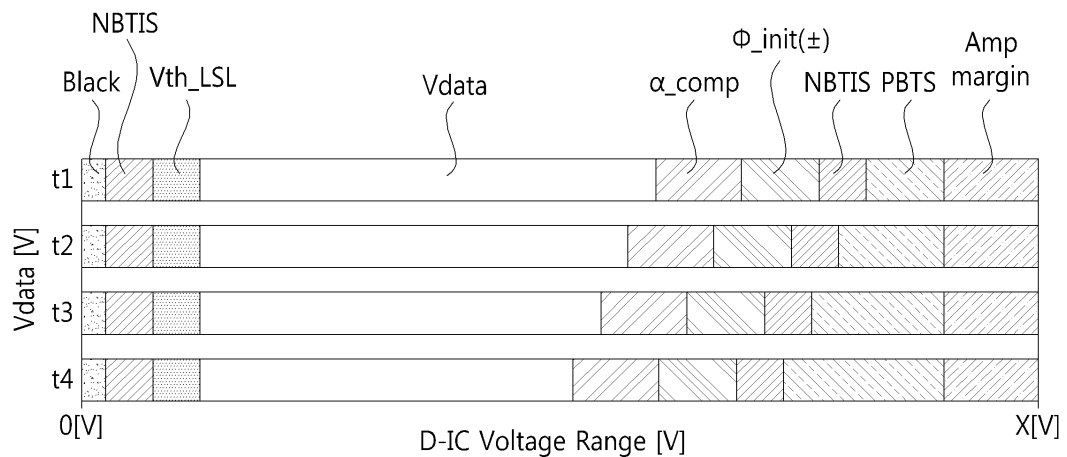 NBTIS
Black
Vth_LSL
Vdata
α_comp
Φ_init(±)
NBTIS
PBTS
Amp
margin
t1
t2
t3
t4
Vdata [V]
0[V]
X[V]
D-IC Voltage Range [V]